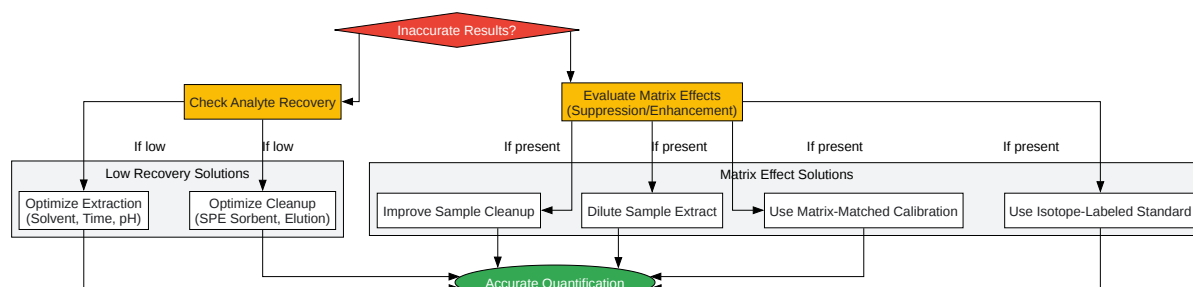 Inaccurate Results?
Check Analyte Recovery
Evaluate Matrix Effects
(Suppression/Enhancement)
If low
If low
If present
If present
If present
If present
Low Recovery Solutions
Matrix Effect Solutions
Optimize Extraction
(Solvent, Time, pH)
Optimize Cleanup
(SPE Sorbent, Elution)
Improve Sample Cleanup
Dilute Sample Extract
Use Matrix-Matched Calibration
Use Isotope-Labeled Standard
Accurate Quantification